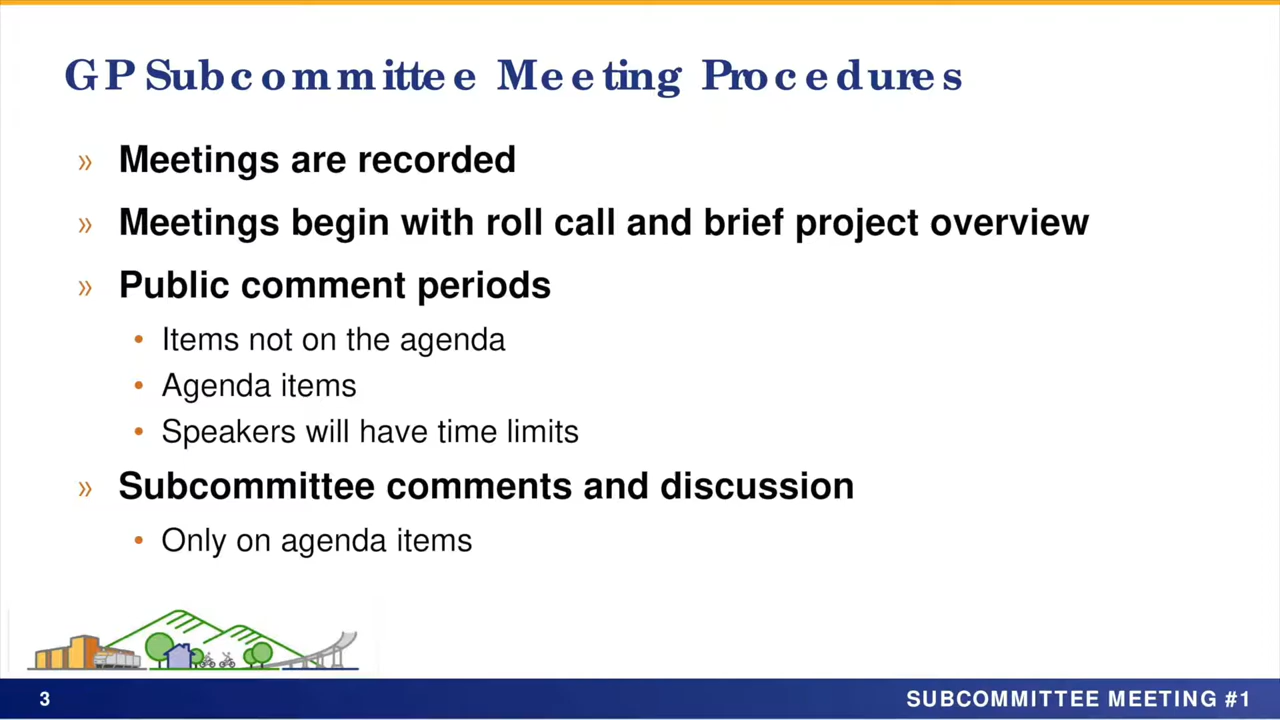 GP Subcommittee Meeting Procedures
» Meetings are recorded
» Meetings begin with roll call and brief project overview
» Public comment periods
• Items not on the agenda
• Agenda items
• Speakers will have time limits
» Subcommittee comments and discussion
• Only on agenda items
3
SUBCOMMITTEE MEETING #1